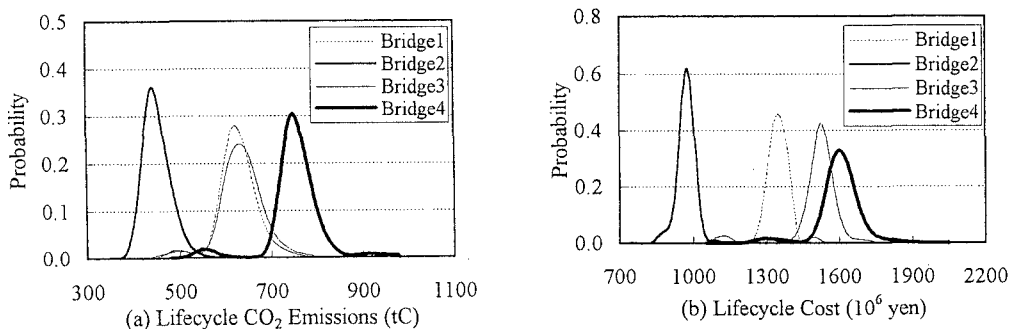 0.5
0.4
0.3
0.2
0.1
0.0
Probability
Bridge1
Bridge2
Bridge3
Bridge4
300 500 700 900 1100
(a) Lifecycle CO₂ Emissions (tC)
0.8
0.6
0.4
0.2
0.0
Probability
Bridge1
Bridge2
Bridge3
Bridge4
700 1000 1300 1600 1900 2200
(b) Lifecycle Cost (10⁶ yen)